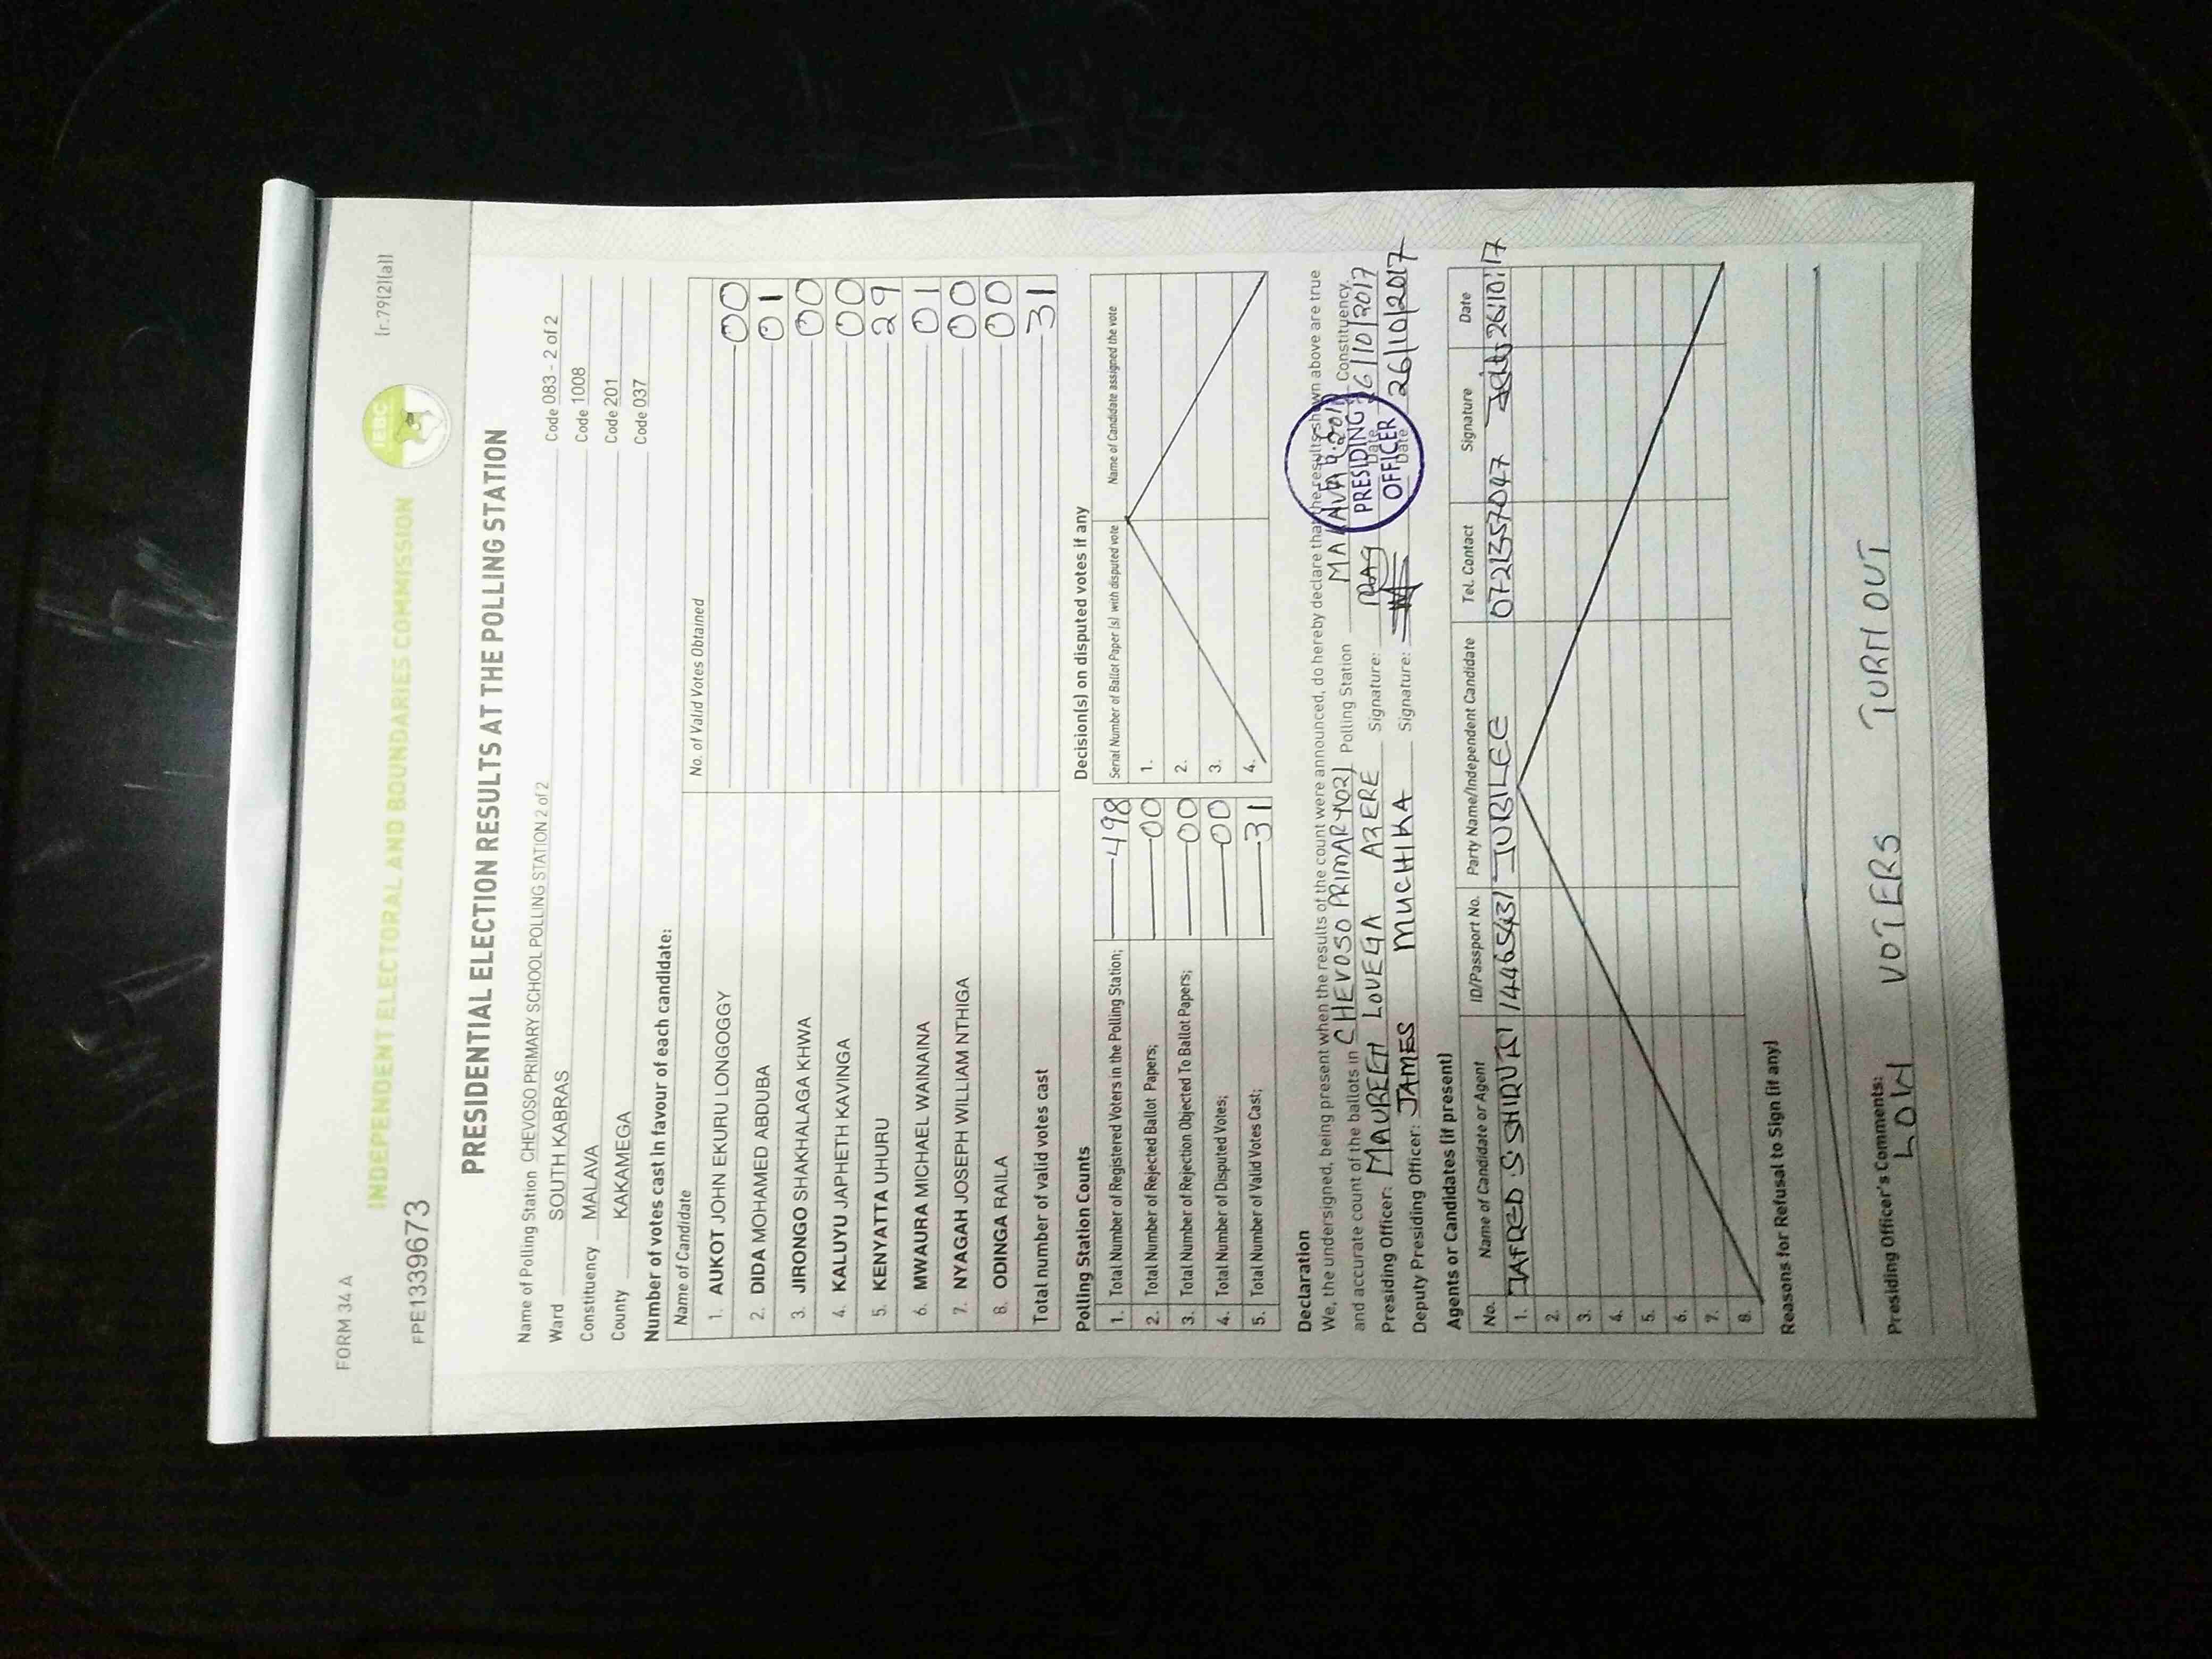 FORM 34 A
[r.79(2)(a)]
IEBC
INDEPENDENT ELECTORAL AND BOUNDARIES COMMISSION
FPE1339673
PRESIDENTIAL ELECTION RESULTS AT THE POLLING STATION
Name of Polling Station CHEVOSO PRIMARY SCHOOL POLLING STATION 2 of 2 Code 083 - 2 of 2
Ward SOUTH KABRAS Code 1008
Constituency MALAVA Code 201
County KAKAMEGA Code 037
Number of votes cast in favour of each candidate:
Name of Candidate No. of Valid Votes Obtained
1. AUKOT JOHN EKURU LONGOGGY 00
2. DIDA MOHAMED ABDUBA 01
3. JIRONGO SHAKHALAGA KHWA 00
4. KALUYU JAPHETH KAVINGA 00
5. KENYATTA UHURU 29
6. MWAURA MICHAEL WAINAINA 01
7. NYAGAH JOSEPH WILLIAM NTHIGA 00
8. ODINGA RAILA 00
Total number of valid votes cast 31
Polling Station Counts
1. Total Number of Registered Voters in the Polling Station; 498
2. Total Number of Rejected Ballot Papers; 00
3. Total Number of Rejection Objected To Ballot Papers; 00
4. Total Number of Disputed Votes; 00
5. Total Number of Valid Votes Cast; 31
Decision(s) on disputed votes if any
Serial Number of Ballot Paper (s) with disputed vote Name of Candidate assigned the vote
1.
2.
3.
4.
Declaration
We, the undersigned, being present when the results of the count were announced, do hereby declare that the results shown above are true
and accurate count of the ballots in CHEVOSO PRIMARY 02 Polling Station MALAVA 201 Constituency.
Presiding Officer: MAUREEN LOVEGA AZERE Signature: Date 26/10/2017
Deputy Presiding Officer: JAMES MUCHIKA Signature: Date 26/10/2017
PRESIDING
OFFICER
Agents or Candidates (if present)
No. Name of Candidate or Agent ID/Passport No. Party Name/Independent Candidate Tel. Contact Signature Date
1. JAFRED S SHIQUTAI 14465431 JUBILEE 0721357047 26/10/17
2.
3.
4.
5.
6.
7.
8.
Reasons for Refusal to Sign (if any)
Presiding Officer's Comments:
LOW VOTERS TURN OUT